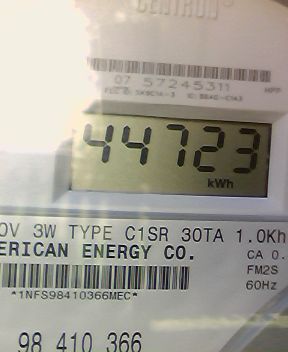 CENTRON®
07 57245311
44723
kWh
0V 3W TYPE C1SR 30TA 1.0Kh
ERICAN ENERGY CO.
CA 0.
FM2S
*1NFS98410366MEC*
60Hz
98 410 366